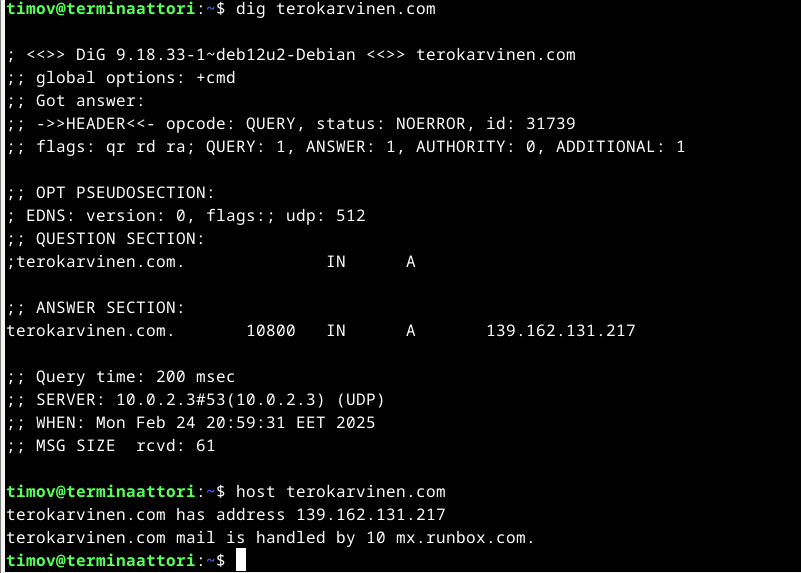 timov@terminaattori:~$ dig terokarvinen.com

; <<>> DiG 9.18.33-1~deb12u2-Debian <<>> terokarvinen.com
;; global options: +cmd
;; Got answer:
;; ->>HEADER<<- opcode: QUERY, status: NOERROR, id: 31739
;; flags: qr rd ra; QUERY: 1, ANSWER: 1, AUTHORITY: 0, ADDITIONAL: 1

;; OPT PSEUDOSECTION:
; EDNS: version: 0, flags:; udp: 512
;; QUESTION SECTION:
;terokarvinen.com.		IN	A

;; ANSWER SECTION:
terokarvinen.com.	10800	IN	A	139.162.131.217

;; Query time: 200 msec
;; SERVER: 10.0.2.3#53(10.0.2.3) (UDP)
;; WHEN: Mon Feb 24 20:59:31 EET 2025
;; MSG SIZE  rcvd: 61

timov@terminaattori:~$ host terokarvinen.com
terokarvinen.com has address 139.162.131.217
terokarvinen.com mail is handled by 10 mx.runbox.com.
timov@terminaattori:~$